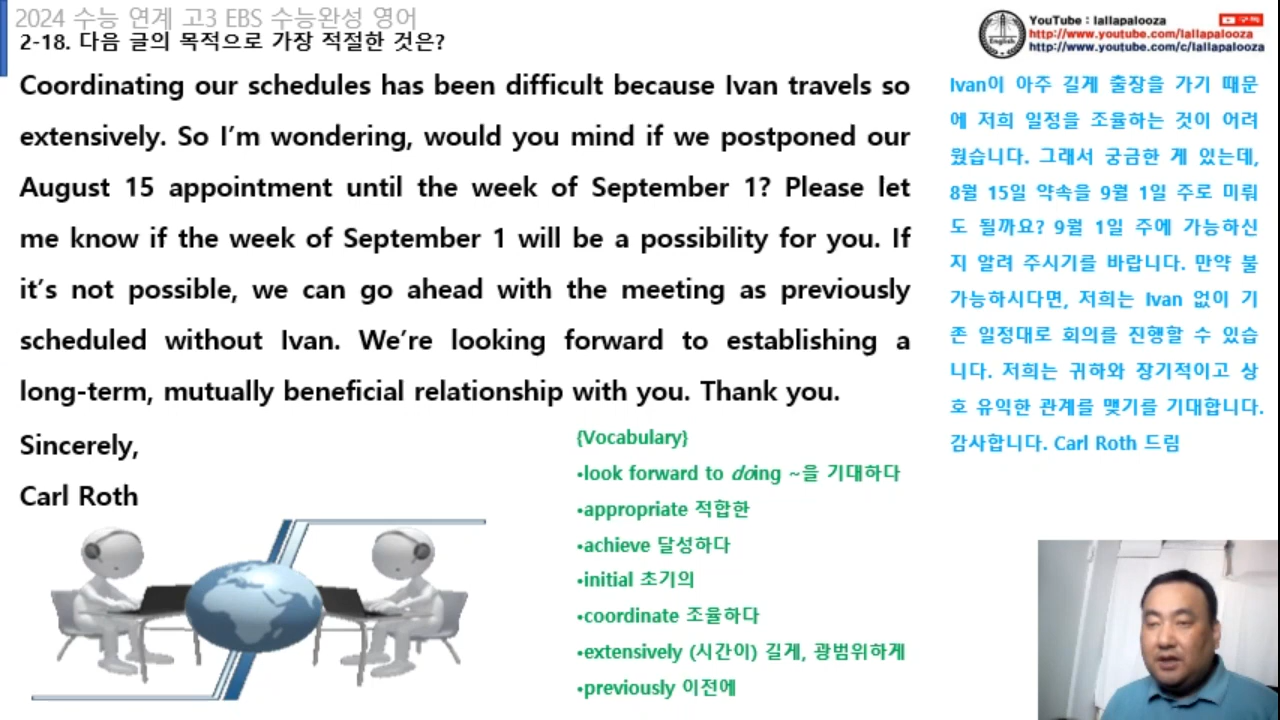 2024 수능 연계 고3 EBS 수능완성 영어
2-18. 다음 글의 목적으로 가장 적절한 것은?
YouTube : lallapalooza
구독
http://www.youtube.com/lallapalooza
http://www.youtube.com/c/lallapalooza
English
Coordinating our schedules has been difficult because Ivan travels so
extensively. So I’m wondering, would you mind if we postponed our
August 15 appointment until the week of September 1? Please let
me know if the week of September 1 will be a possibility for you. If
it’s not possible, we can go ahead with the meeting as previously
scheduled without Ivan. We’re looking forward to establishing a
long-term, mutually beneficial relationship with you. Thank you.
Sincerely,
Carl Roth
Ivan이 아주 길게 출장을 가기 때문
에 저희 일정을 조율하는 것이 어려
웠습니다. 그래서 궁금한 게 있는데,
8월 15일 약속을 9월 1일 주로 미뤄
도 될까요? 9월 1일 주에 가능하신
지 알려 주시기를 바랍니다. 만약 불
가능하시다면, 저희는 Ivan 없이 기
존 일정대로 회의를 진행할 수 있습
니다. 저희는 귀하와 장기적이고 상
호 유익한 관계를 맺기를 기대합니다.
감사합니다. Carl Roth 드림
{Vocabulary}
•look forward to doing ~을 기대하다
•appropriate 적합한
•achieve 달성하다
•initial 초기의
•coordinate 조율하다
•extensively (시간이) 길게, 광범위하게
•previously 이전에